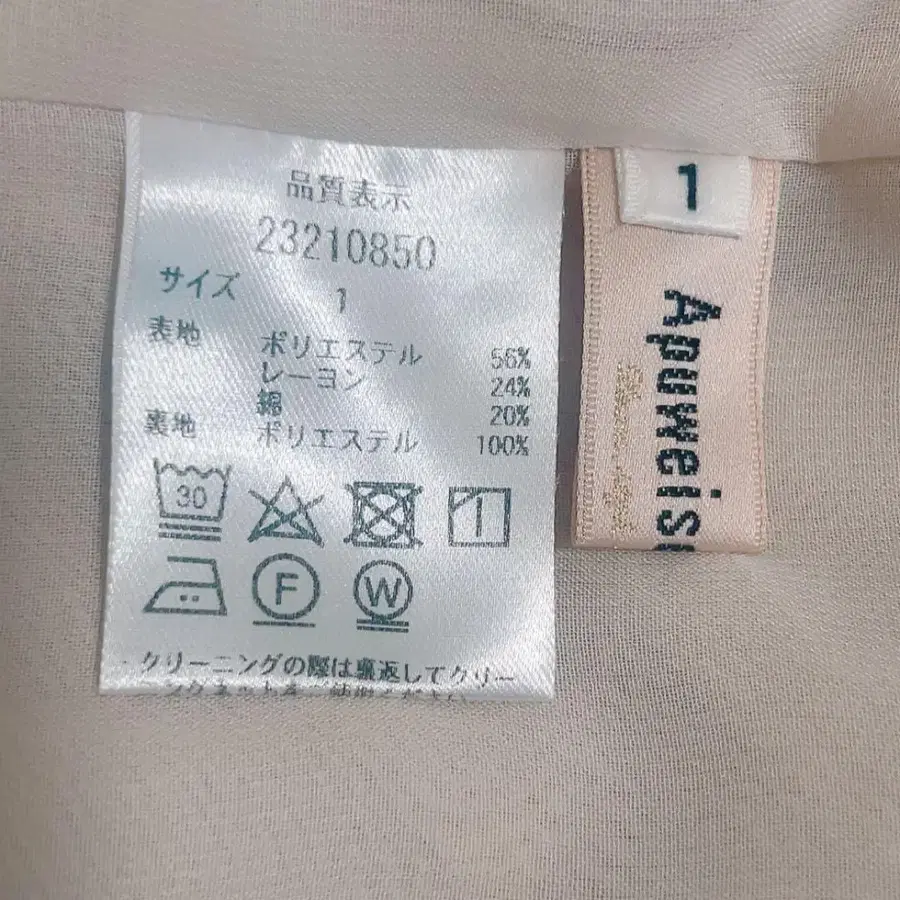 品質表示
23210850
サイズ 1
表地 ポリエステル 56%
レーヨン 24%
綿 20%
裏地 ポリエステル 100%
30
F
W
クリーニングの際は裏返してクリー
1
Apuweis